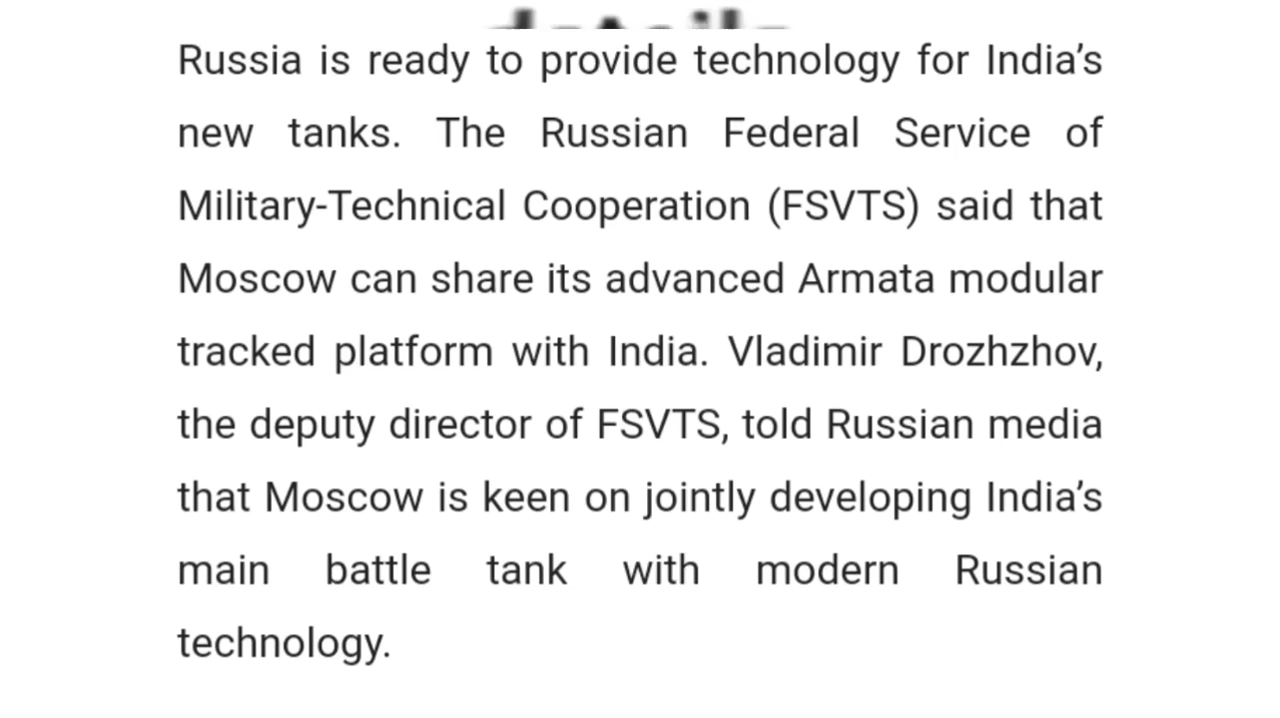 Russia is ready to provide technology for India’s
new tanks. The Russian Federal Service of
Military-Technical Cooperation (FSVTS) said that
Moscow can share its advanced Armata modular
tracked platform with India. Vladimir Drozhzhov,
the deputy director of FSVTS, told Russian media
that Moscow is keen on jointly developing India’s
main battle tank with modern Russian
technology.